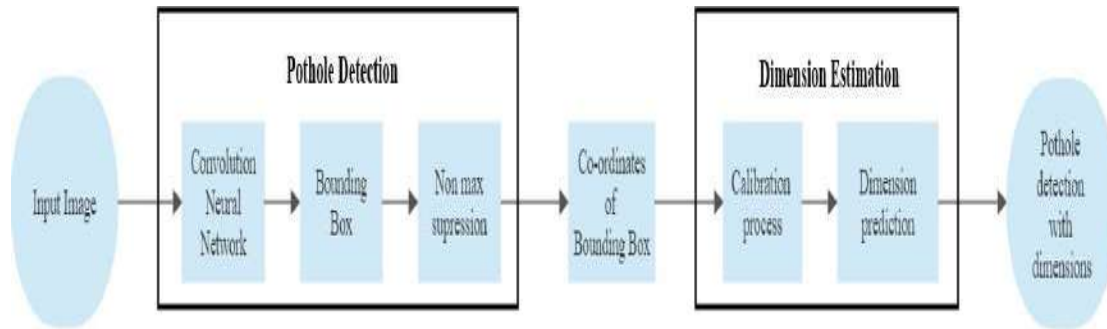 Input Image
Pothole Detection
Convolution
Neural
Network
Bounding
Box
Non max
supression
Co-ordinates
of
Bounding Box
Dimension Estimation
Calibration
process
Dimension
prediction
Pothole
detection
with
dimensions